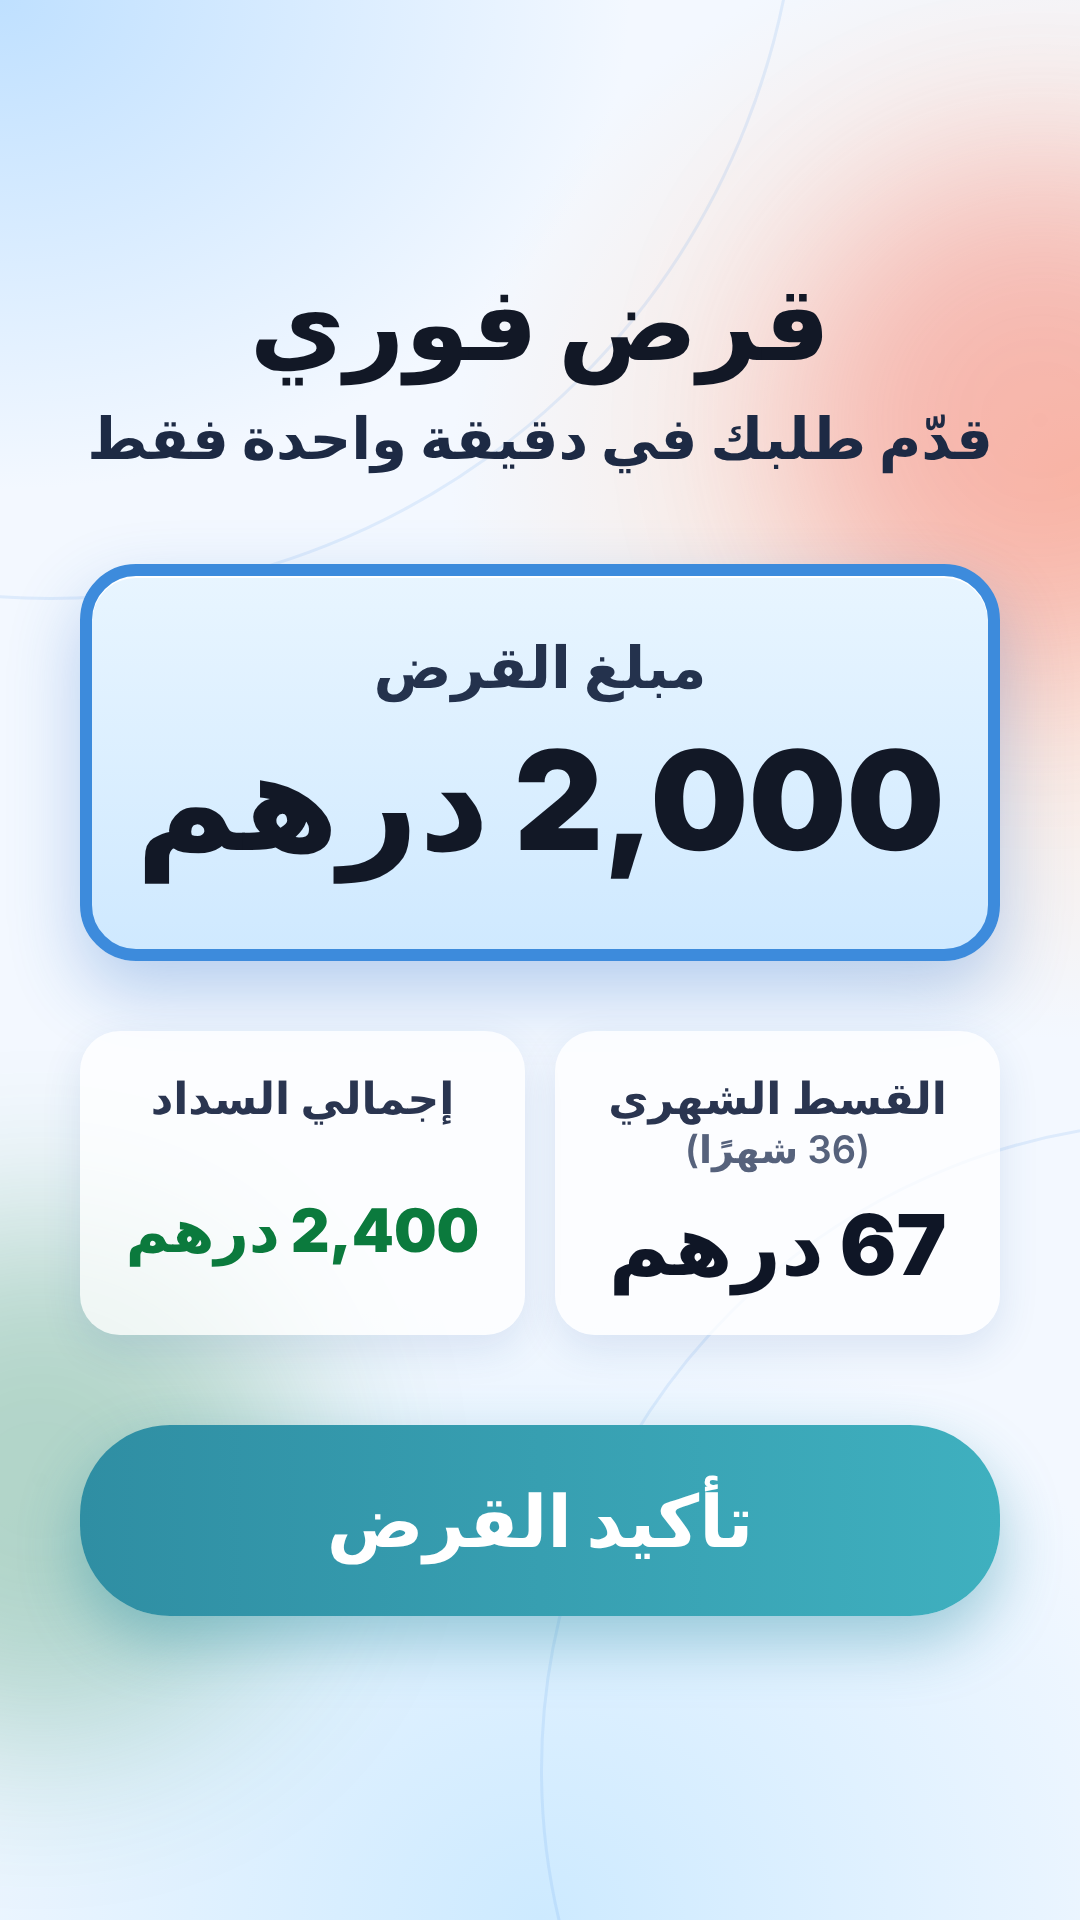 قرض فوري
قدّم طلبك في دقيقة واحدة فقط
مبلغ القرض
2,000 درهم
القسط الشهري
(36 شهرًا)
67 درهم
إجمالي السداد
2,400 درهم
تأكيد القرض